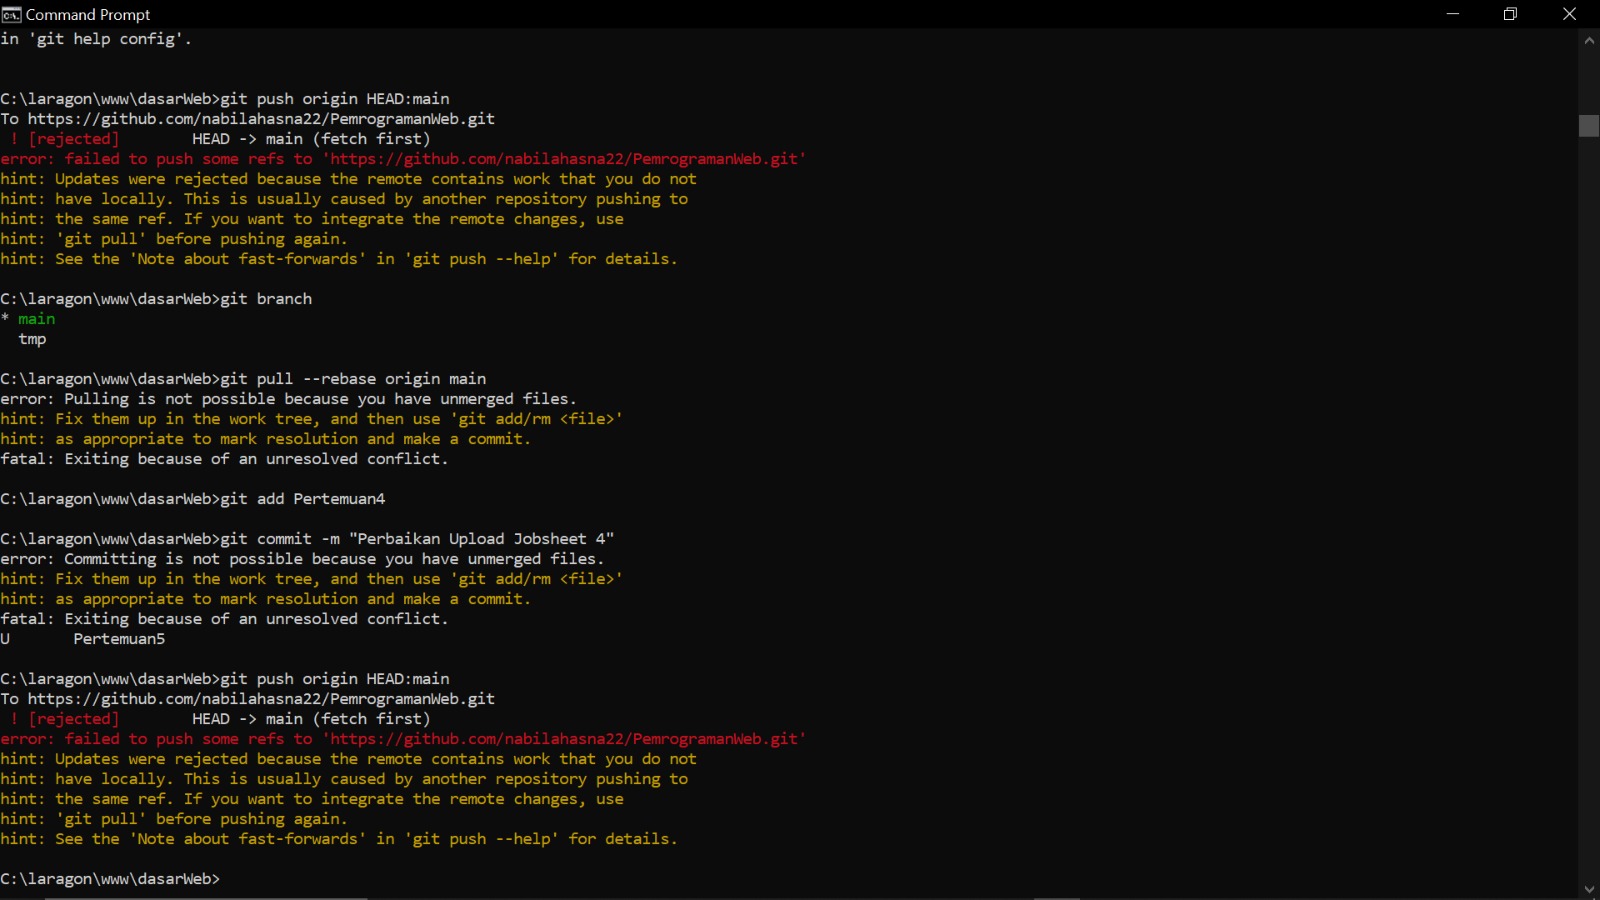 Command Prompt
in 'git help config'.
C:\laragon\www\dasarWeb>git push origin HEAD:main
To https://github.com/nabilahasna22/PemrogramanWeb.git
 ! [rejected]        HEAD -> main (fetch first)
error: failed to push some refs to 'https://github.com/nabilahasna22/PemrogramanWeb.git'
hint: Updates were rejected because the remote contains work that you do not
hint: have locally. This is usually caused by another repository pushing to
hint: the same ref. If you want to integrate the remote changes, use
hint: 'git pull' before pushing again.
hint: See the 'Note about fast-forwards' in 'git push --help' for details.
C:\laragon\www\dasarWeb>git branch
* main
  tmp
C:\laragon\www\dasarWeb>git pull --rebase origin main
error: Pulling is not possible because you have unmerged files.
hint: Fix them up in the work tree, and then use 'git add/rm <file>'
hint: as appropriate to mark resolution and make a commit.
fatal: Exiting because of an unresolved conflict.
C:\laragon\www\dasarWeb>git add Pertemuan4
C:\laragon\www\dasarWeb>git commit -m "Perbaikan Upload Jobsheet 4"
error: Committing is not possible because you have unmerged files.
hint: Fix them up in the work tree, and then use 'git add/rm <file>'
hint: as appropriate to mark resolution and make a commit.
fatal: Exiting because of an unresolved conflict.
U       Pertemuan5
C:\laragon\www\dasarWeb>git push origin HEAD:main
To https://github.com/nabilahasna22/PemrogramanWeb.git
 ! [rejected]        HEAD -> main (fetch first)
error: failed to push some refs to 'https://github.com/nabilahasna22/PemrogramanWeb.git'
hint: Updates were rejected because the remote contains work that you do not
hint: have locally. This is usually caused by another repository pushing to
hint: the same ref. If you want to integrate the remote changes, use
hint: 'git pull' before pushing again.
hint: See the 'Note about fast-forwards' in 'git push --help' for details.
C:\laragon\www\dasarWeb>